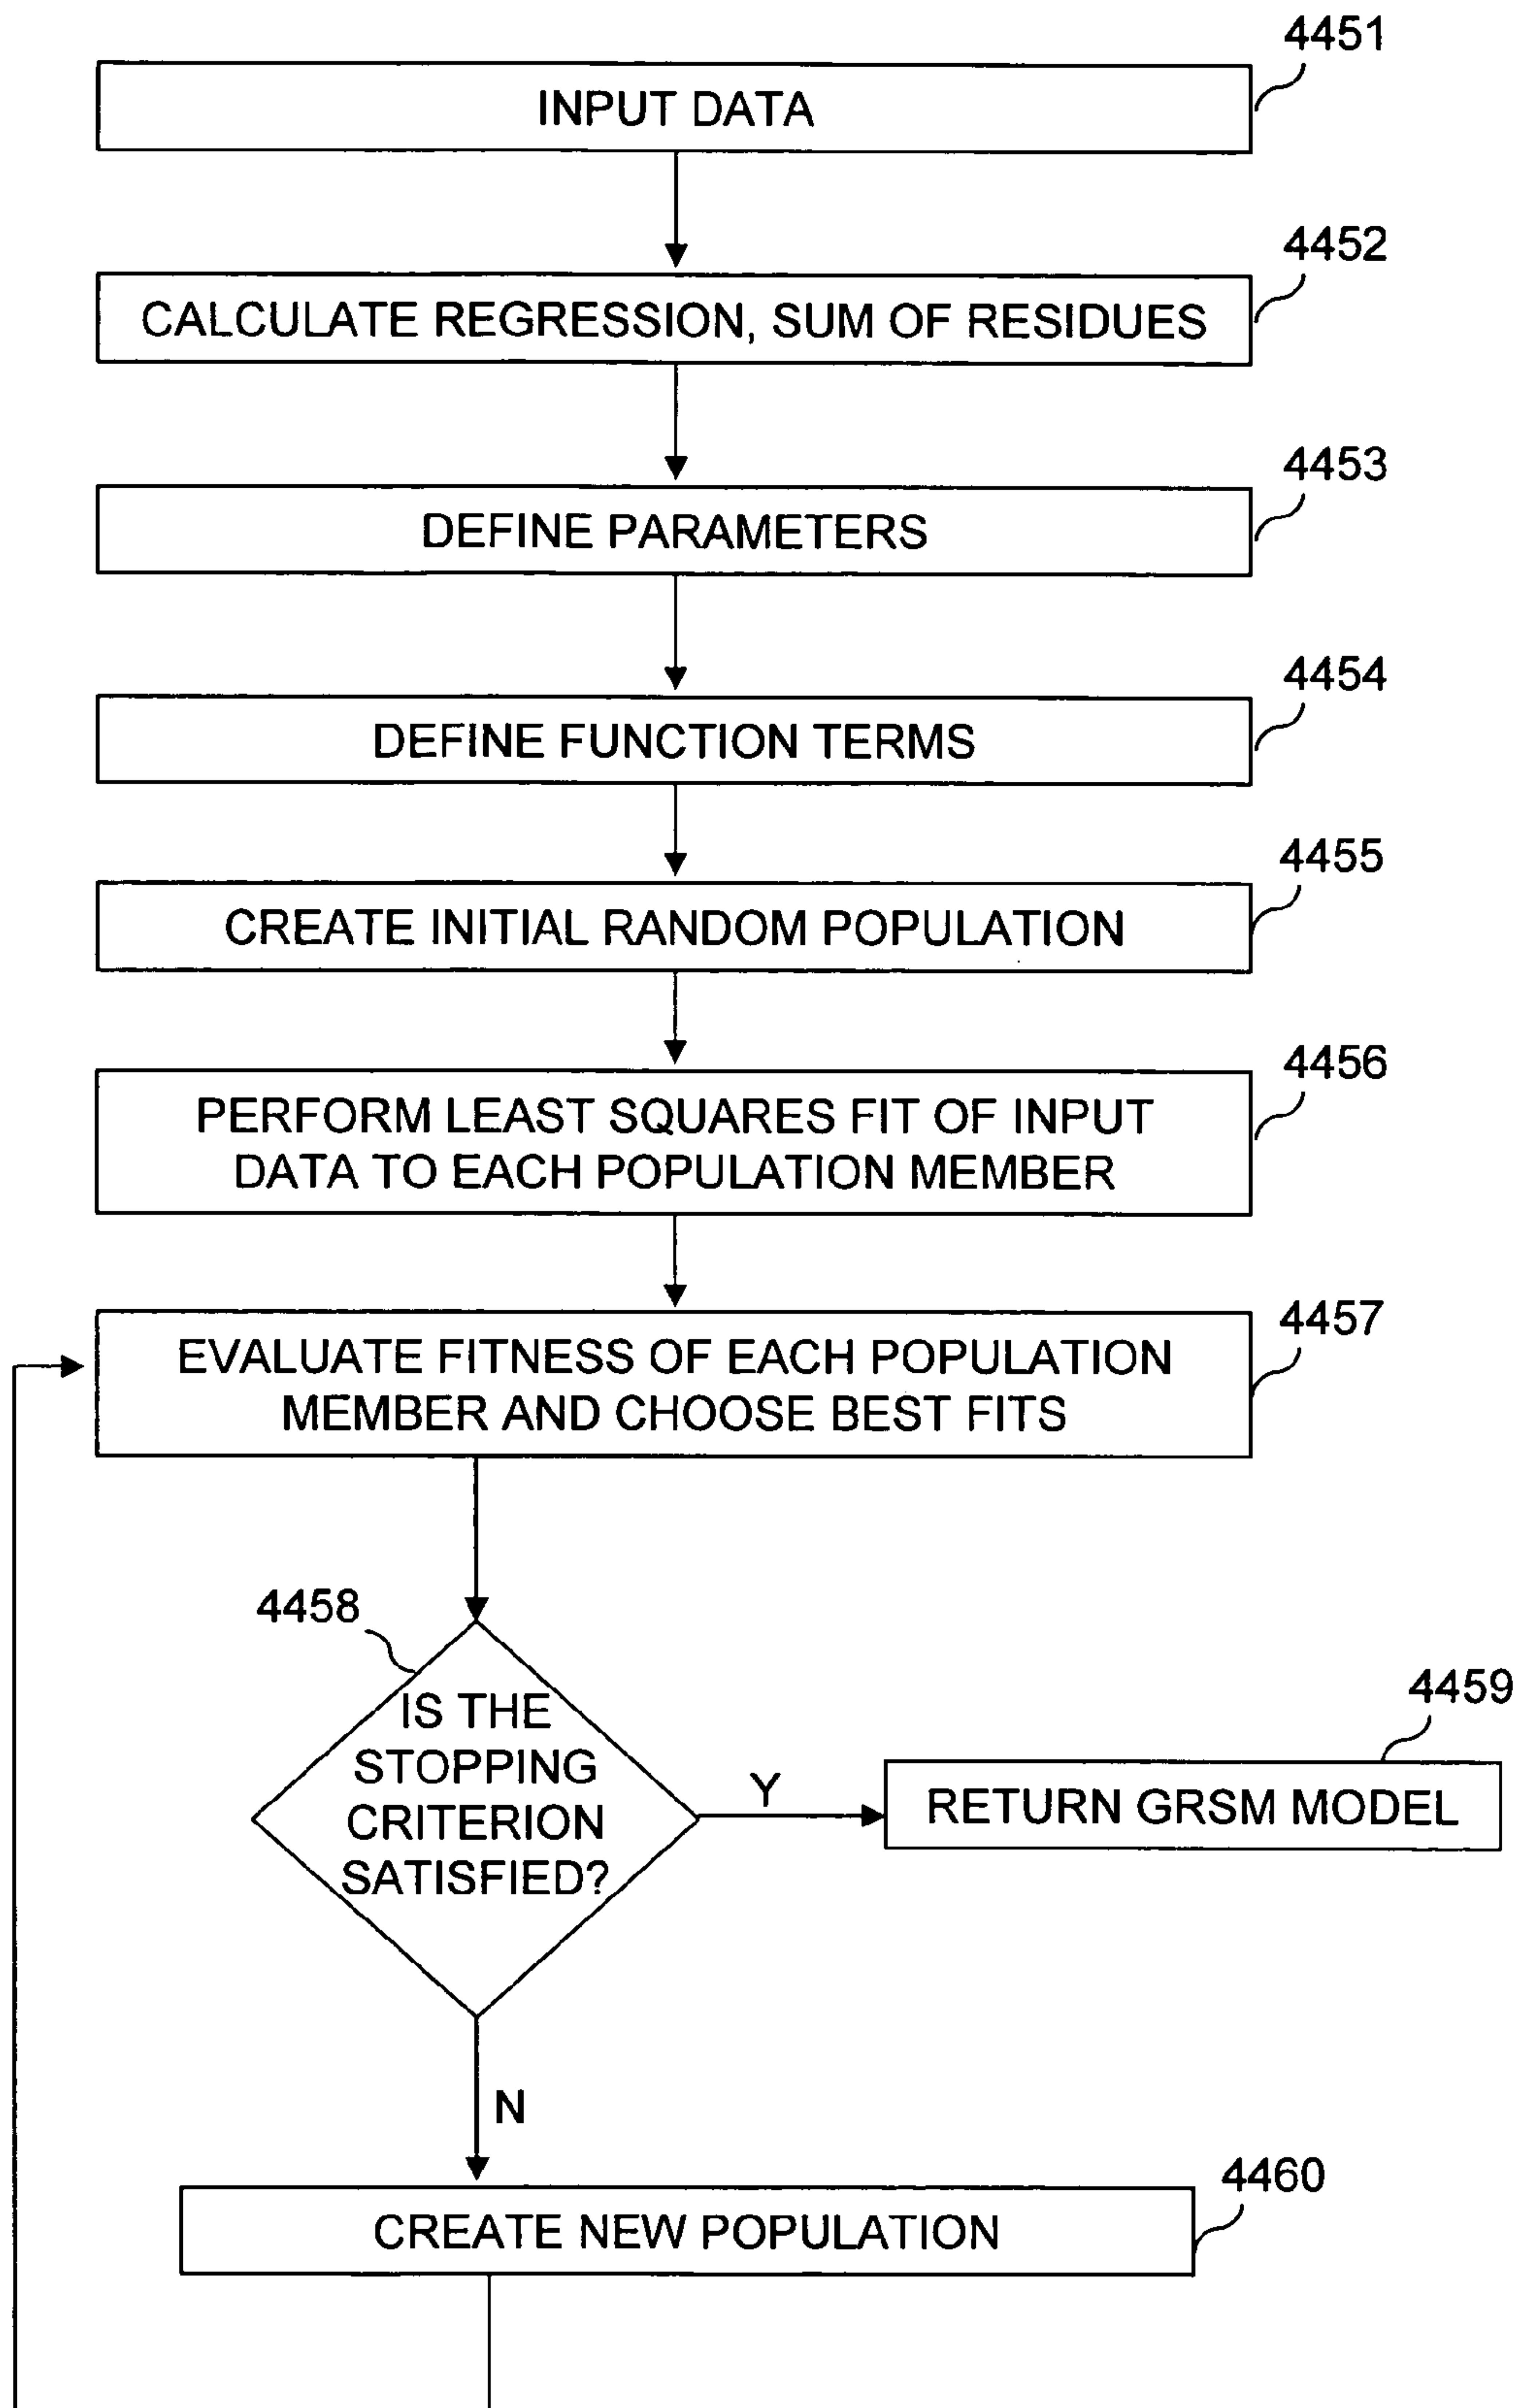 4451
INPUT DATA
4452
CALCULATE REGRESSION, SUM OF RESIDUES
4453
DEFINE PARAMETERS
4454
DEFINE FUNCTION TERMS
4455
CREATE INITIAL RANDOM POPULATION
4456
PERFORM LEAST SQUARES FIT OF INPUT
DATA TO EACH POPULATION MEMBER
4457
EVALUATE FITNESS OF EACH POPULATION
MEMBER AND CHOOSE BEST FITS
4458
IS THE
STOPPING
CRITERION
SATISFIED?
Y
4459
RETURN GRSM MODEL
N
4460
CREATE NEW POPULATION